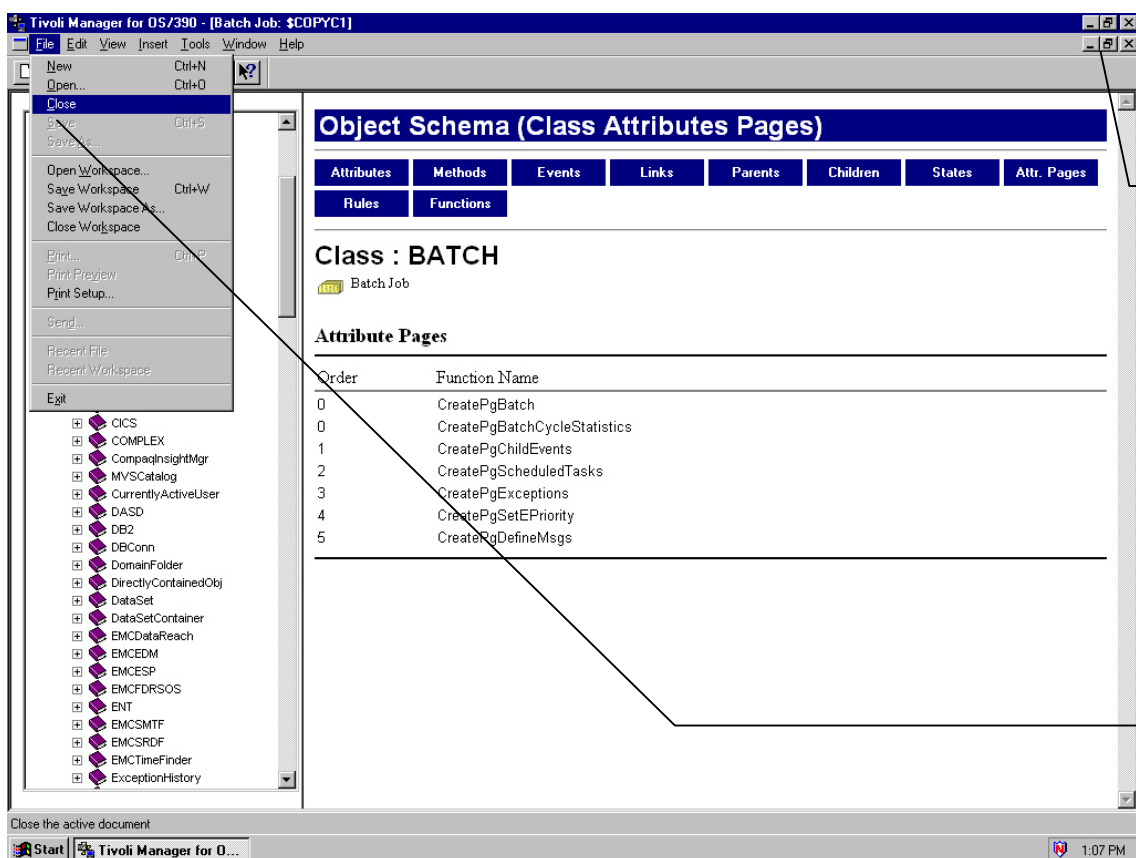 Tivoli Manager for OS/390 - [Batch Job: $COPYC1]
File Edit View Insert Tools Window Help
New Ctrl+N
Open... Ctrl+O
Close
Save Ctrl+S
Save As...
Open Workspace...
Save Workspace Ctrl+W
Save Workspace As...
Close Workspace
Print... Ctrl+P
Print Preview
Print Setup...
Send...
Recent File
Recent Workspace
Exit
CICS
COMPLEX
CompaqInsightMgr
MVSCatalog
CurrentlyActiveUser
DASD
DB2
DBConn
DomainFolder
DirectlyContainedObj
DataSet
DataSetContainer
EMCDataReach
EMCEDM
EMCESP
EMCFDRSOS
ENT
EMCSMTF
EMCSRDF
EMCTimeFinder
ExceptionHistory
Object Schema (Class Attributes Pages)
Attributes Methods Events Links Parents Children States Attr. Pages
Rules Functions
Class : BATCH
Batch Job
Attribute Pages
Order Function Name
0 CreatePgBatch
0 CreatePgBatchCycleStatistics
1 CreatePgChildEvents
2 CreatePgScheduledTasks
3 CreatePgExceptions
4 CreatePgSetEPriority
5 CreatePgDefineMsgs
Close the active document
Start Tivoli Manager for O... N 1:07 PM